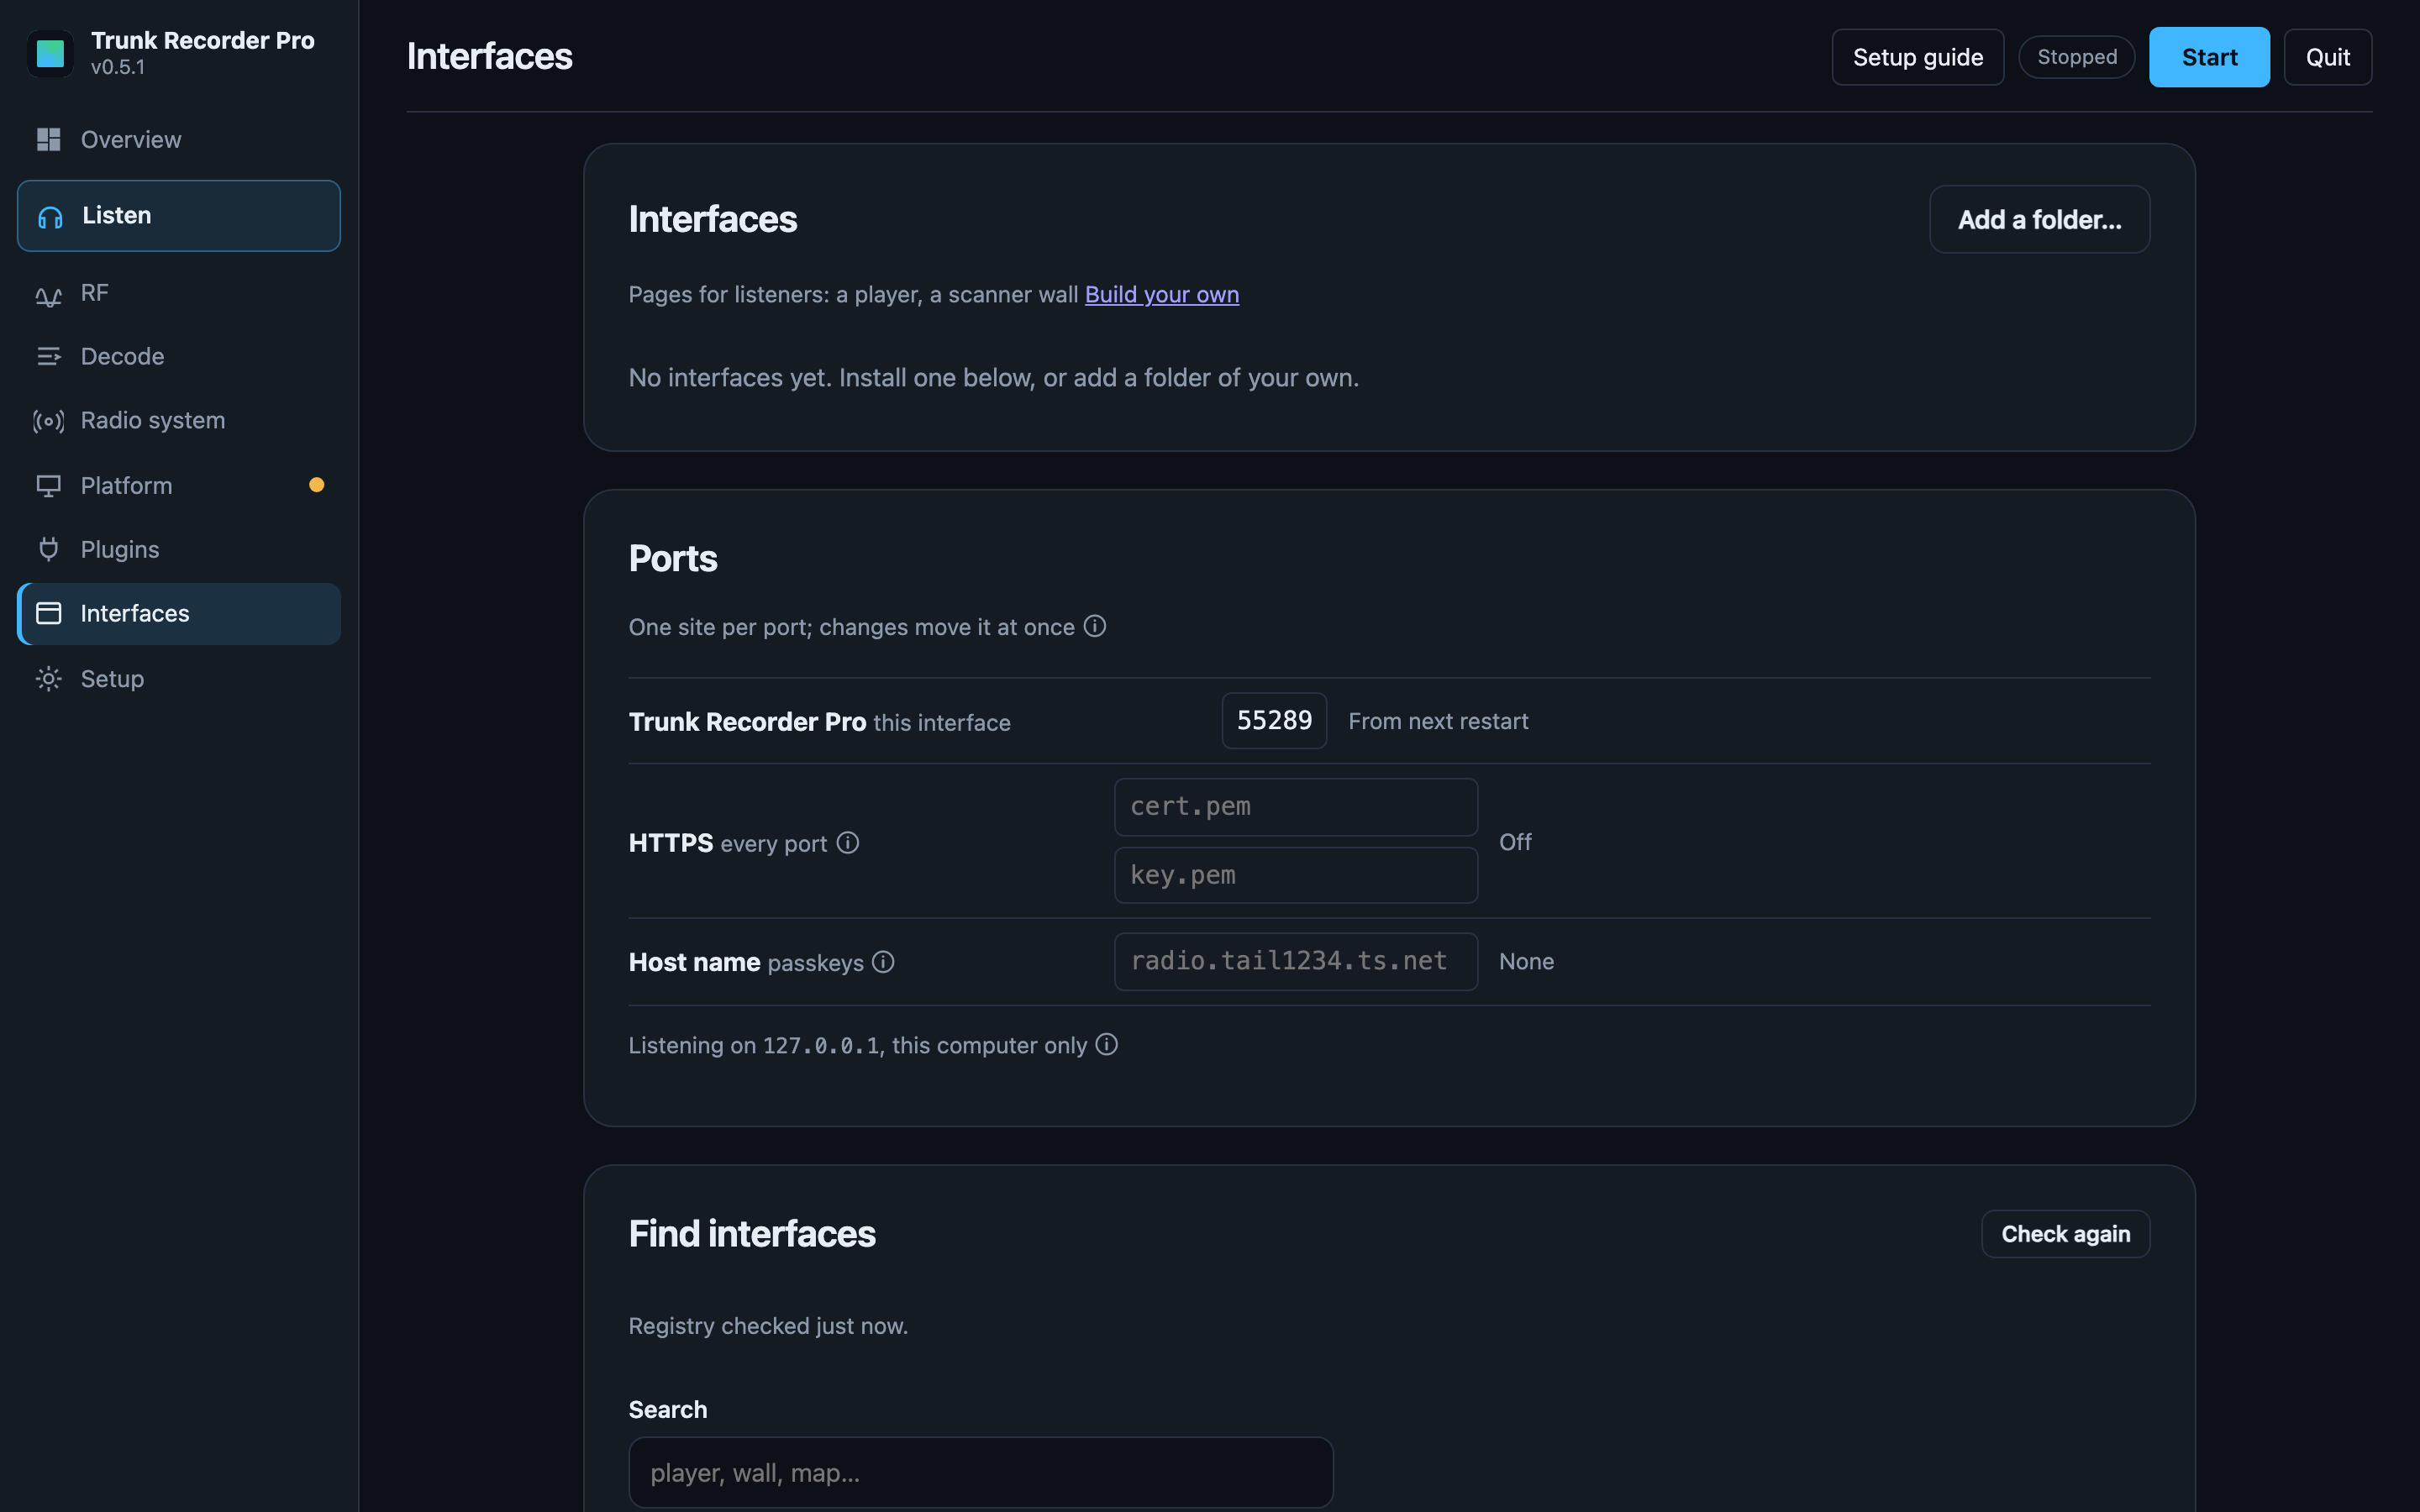 Trunk Recorder Pro
v0.5.1
Overview
Listen
RF
Decode
Radio system
Platform
Plugins
Interfaces
Setup
Interfaces
Setup guide
Stopped
Start
Quit
Interfaces
Add a folder...
Pages for listeners: a player, a scanner wall Build your own
No interfaces yet. Install one below, or add a folder of your own.
Ports
One site per port; changes move it at once
Trunk Recorder Pro this interface
55289
From next restart
HTTPS every port
cert.pem
key.pem
Off
Host name passkeys
radio.tail1234.ts.net
None
Listening on 127.0.0.1, this computer only
Find interfaces
Check again
Registry checked just now.
Search
player, wall, map...